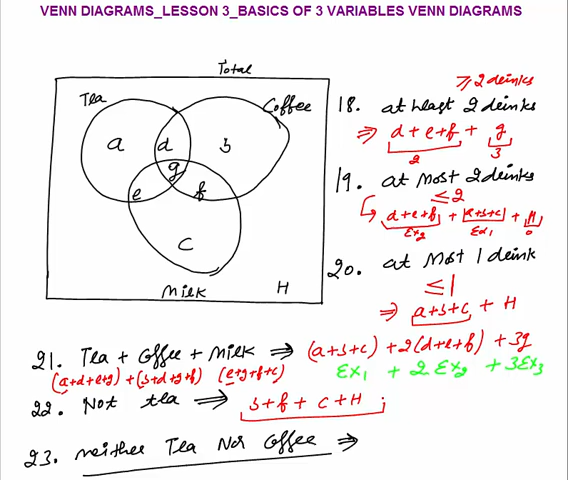 VENN DIAGRAMS_LESSON 3_BASICS OF 3 VARIABLES VENN DIAGRAMS
Total
Tea
Coffee
a
d
b
g
e
f
c
Milk
H
≥ 2 drinks
18. at least 2 drinks
⇒ d + e + f + g
2
3
19. at Most 2 drinks
≤ 2
d+e+f + a+b+c + H
Ex2
Ex1
0
20. at Most 1 drink
≤ 1
⇒ a+b+c + H
21. Tea + Coffee + Milk ⇒ (a+b+c) + 2(d+e+f) + 3g
(a+d+e+g) + (b+d+g+f) (e+g+f+c)
Ex1 + 2Ex2 + 3Ex3
22. Not tea ⇒ b + f + c + H
23. neither Tea Nor Coffee ⇒